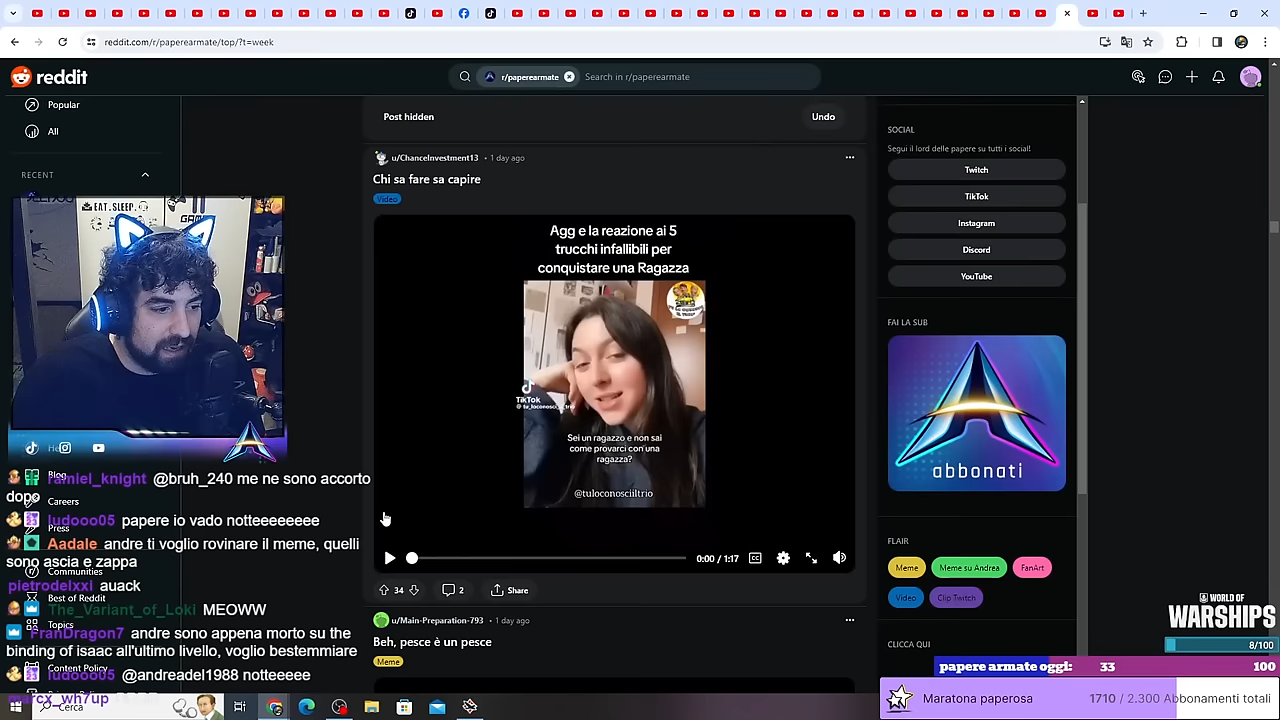 reddit.com/r/paperearmate/top/?t=week
reddit
r/paperearmate
Search in r/paperearmate
Popular
All
RECENT
EAT.SLEEP.
Blog
Careers
Press
Communities
Best of Reddit
Topics
Content Policy
ramiel_knight @bruh_240 me ne sono accorto
dopo
ludooo05 papere io vado notteeeeeee
Aadale andre ti voglio rovinare il meme, quelli
sono ascia e zappa
pietrodelxxi auack
The_Variant_of_Loki MEOWW
FranDragon7 andre sono appena morto su the
binding of isaac all'ultimo livello, voglio bestemmiare
ludooo05 @andreadel1988 notteeeee
marcx_wh7up
Cerca
Post hidden
Undo
u/ChanceInvestment13 • 1 day ago
Chi sa fare sa capire
Video
Agg e la reazione ai 5
trucchi infallibili per
conquistare una Ragazza
TikTok
Sei un ragazzo e non sai
come provarci con una
ragazza?
@tuloconosciiltrio
0:00 / 1:17
34
2
Share
u/Main-Preparation-793 • 1 day ago
Beh, pesce è un pesce
Meme
SOCIAL
Segui il lord delle papere su tutti i social!
Twitch
TikTok
Instagram
Discord
YouTube
FAI LA SUB
abbonati
FLAIR
Meme
Meme su Andrea
FanArt
Video
Clip Twitch
CLICCA QUI
WORLD OF
WARSHIPS
8/100
papere armate oggi: 33 100
Maratona paperosa 1710 / 2.300 Abbonamenti totali